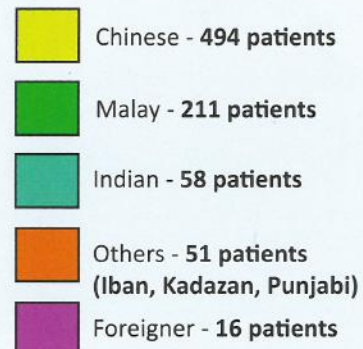 Chinese - 494 patients
Malay - 211 patients
Indian - 58 patients
Others - 51 patients
(Iban, Kadazan, Punjabi)
Foreigner - 16 patients